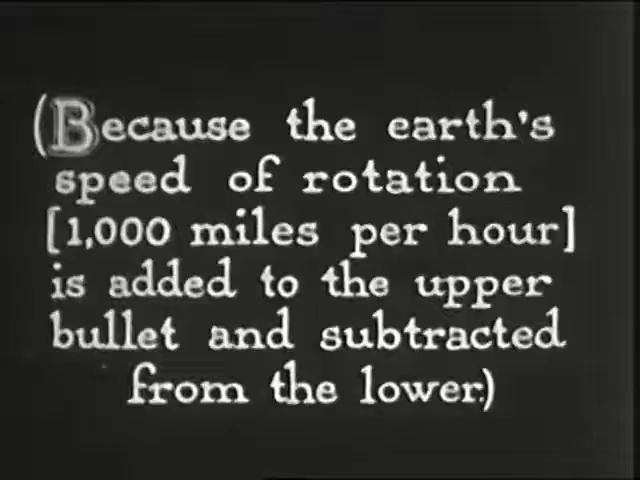 (Because the earth's
speed of rotation
[1,000 miles per hour]
is added to the upper
bullet and subtracted
from the lower.)